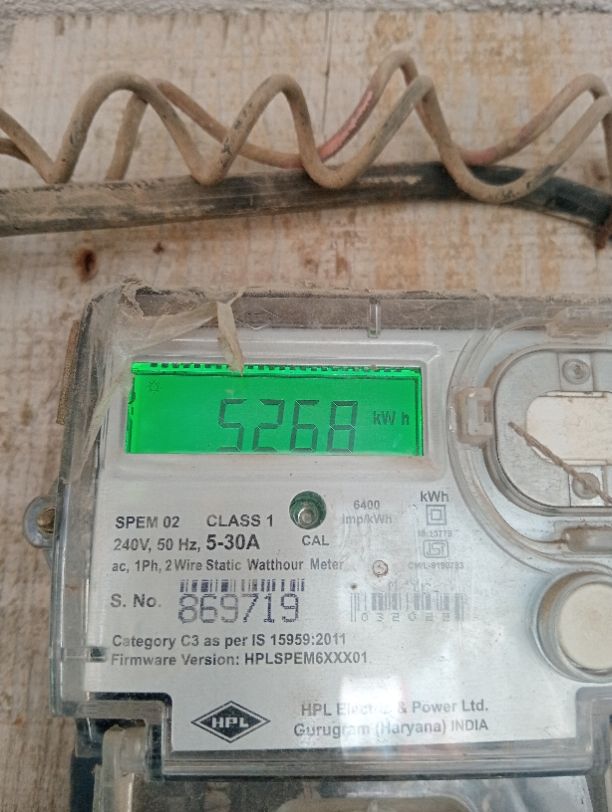 5268 kWh
SPEM 02 CLASS 1 6400 imp/kWh kWh
240V, 50 Hz, 5-30A CAL
ac, 1Ph, 2 Wire Static Watthour Meter
S. No. 869719
Category C3 as per IS 15959:2011
Firmware Version: HPLSPEM6XXX01
HPL
HPL Electric & Power Ltd.
Gurugram (Haryana) INDIA